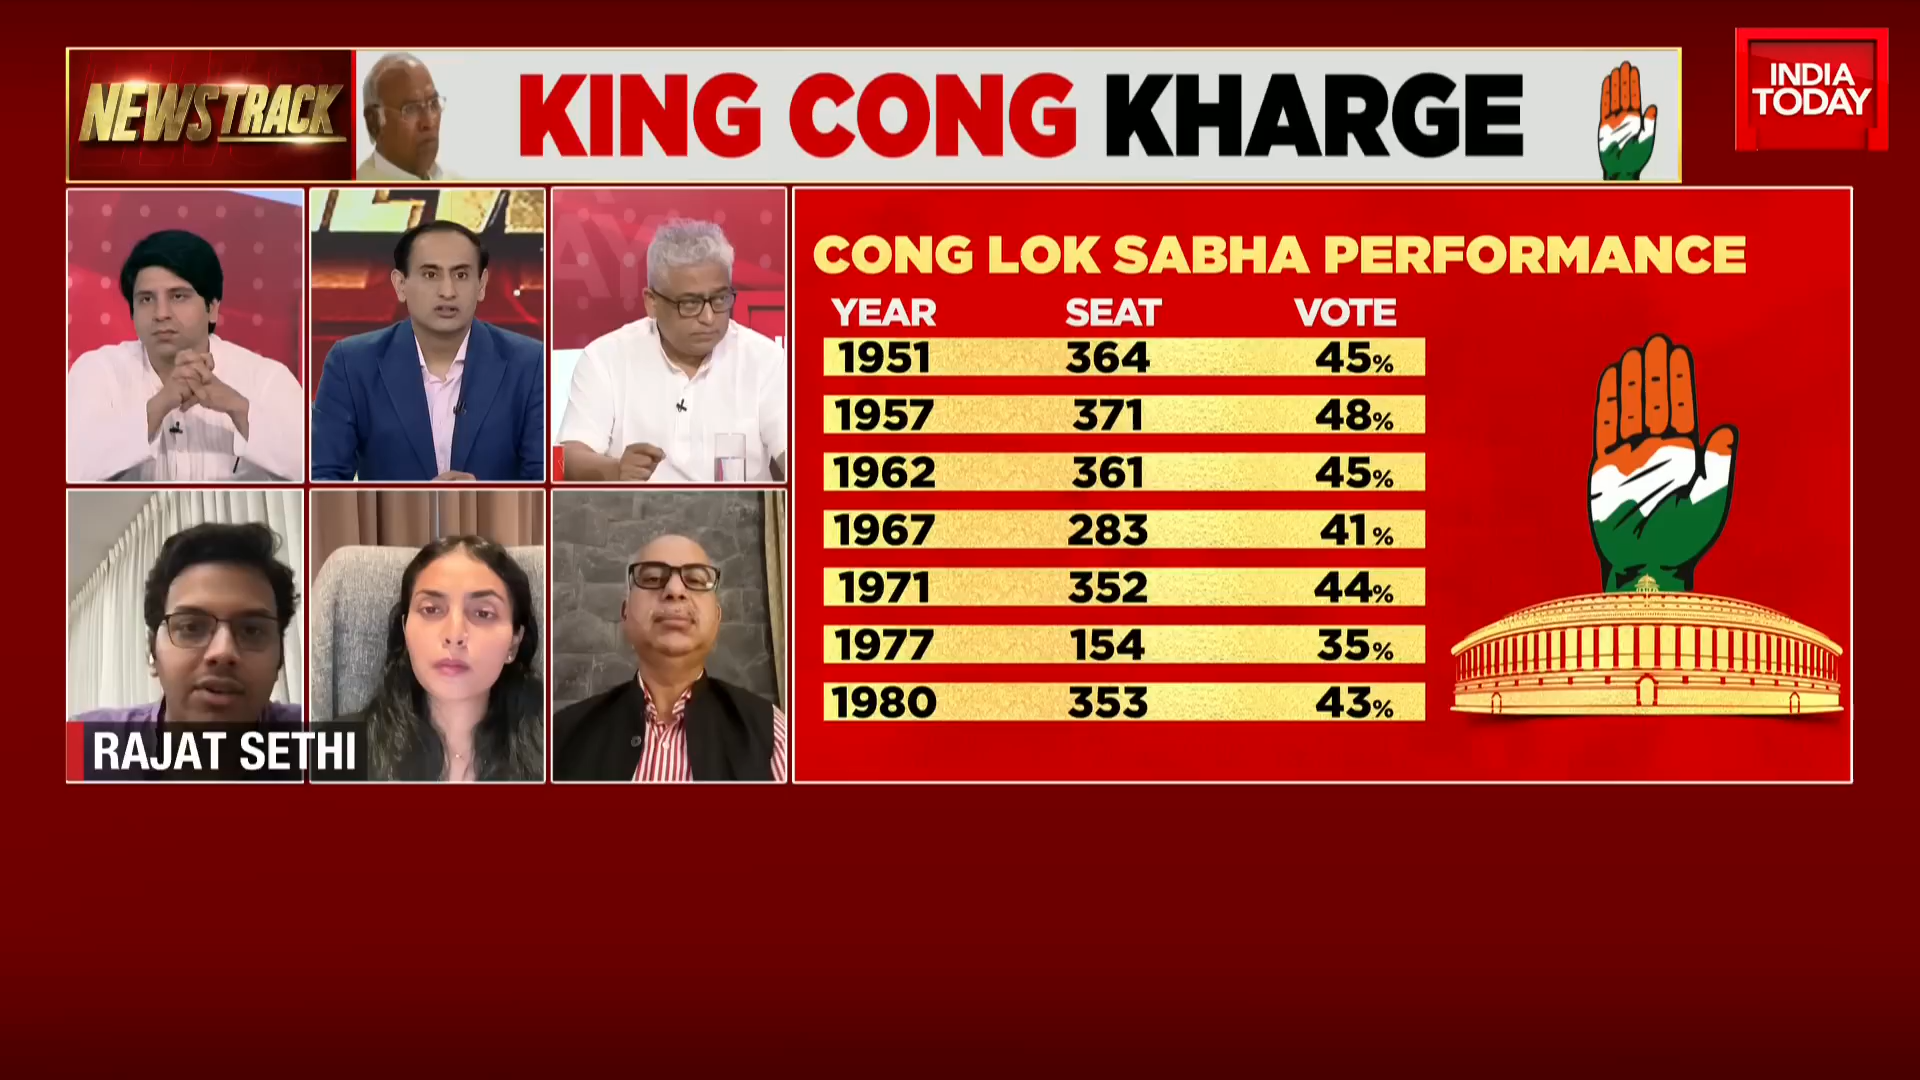 NEWSTRACK
KING CONG KHARGE
INDIA
TODAY
CONG LOK SABHA PERFORMANCE
YEAR SEAT VOTE
1951 364 45%
1957 371 48%
1962 361 45%
1967 283 41%
1971 352 44%
1977 154 35%
1980 353 43%
RAJAT SETHI